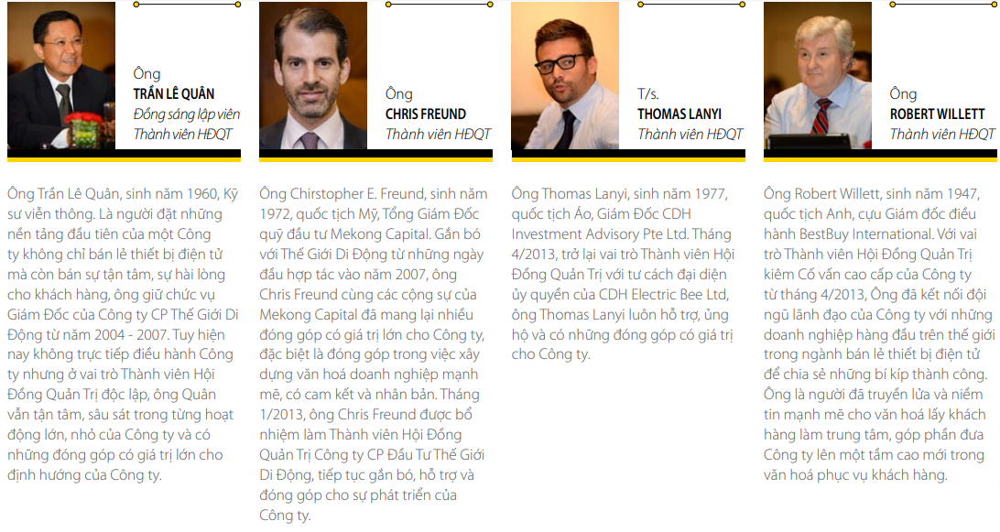 Ông
TRẦN LÊ QUÂN
Đồng sáng lập viên
Thành viên HĐQT
Ông Trần Lê Quân, sinh năm 1960, Kỹ
sư viễn thông. Là người đặt những
nền tảng đầu tiên của một Công
ty không chỉ bán lẻ thiết bị điện tử
mà còn bán sự tận tâm, sự hài lòng
cho khách hàng, ông giữ chức vụ
Giám Đốc của Công ty CP Thế Giới Di
Động từ năm 2004 - 2007. Tuy hiện
nay không trực tiếp điều hành Công
ty nhưng ở vai trò Thành viên Hội
Đồng Quản Trị độc lập, ông Quân
vẫn tận tâm, sâu sát trong từng hoạt
động lớn, nhỏ của Công ty và có
những đóng góp có giá trị lớn cho
định hướng của Công ty.
Ông
CHRIS FREUND
Thành viên HĐQT
Ông Chirstopher E. Freund, sinh năm
1972, quốc tịch Mỹ, Tổng Giám Đốc
quỹ đầu tư Mekong Capital. Gắn bó
với Thế Giới Di Động từ những ngày
đầu hợp tác vào năm 2007, ông
Chris Freund cùng các cộng sự của
Mekong Capital đã mang lại nhiều
đóng góp có giá trị lớn cho Công ty,
đặc biệt là đóng góp trong việc xây
dựng văn hoá doanh nghiệp mạnh
mẽ, có cam kết và nhân bản. Tháng
1/2013, ông Chris Freund được bổ
nhiệm làm Thành viên Hội Đồng
Quản Trị Công ty CP Đầu Tư Thế Giới
Di Động, tiếp tục gắn bó, hỗ trợ và
đóng góp cho sự phát triển của
Công ty.
T/s.
THOMAS LANYI
Thành viên HĐQT
Ông Thomas Lanyi, sinh năm 1977,
quốc tịch Áo, Giám Đốc CDH
Investment Advisory Pte Ltd. Tháng
4/2013, trở lại vai trò Thành viên Hội
Đồng Quản Trị với tư cách đại diện
ủy quyền của CDH Electric Bee Ltd,
ông Thomas Lanyi luôn hỗ trợ, ủng
hộ và có những đóng góp có giá trị
cho Công ty.
Ông
ROBERT WILLETT
Thành viên HĐQT
Ông Robert Willett, sinh năm 1947,
quốc tịch Anh, cựu Giám đốc điều
hành BestBuy International. Với vai
trò Thành viên Hội Đồng Quản Trị
kiêm Cố vấn cao cấp của Công ty
từ tháng 4/2013, Ông đã kết nối đội
ngũ lãnh đạo của Công ty với những
doanh nghiệp hàng đầu trên thế giới
trong ngành bán lẻ thiết bị điện tử
để chia sẻ những bí kíp thành công.
Ông là người đã truyền lửa và niềm
tin mạnh mẽ cho văn hoá lấy khách
hàng làm trung tâm, góp phần đưa
Công ty lên một tầm cao mới trong
văn hoá phục vụ khách hàng.